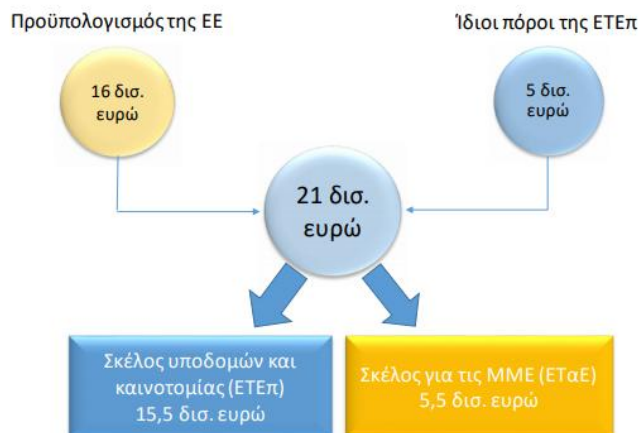 Προϋπολογισμός της ΕΕ
Ίδιοι πόροι της ΕΤΕπ
16 δισ.
ευρώ
5 δισ.
ευρώ
21 δισ.
ευρώ
Σκέλος υποδομών και
καινοτομίας (ΕΤΕπ)
15,5 δισ. ευρώ
Σκέλος για τις ΜΜΕ (ΕΤαΕ)
5,5 δισ. ευρώ